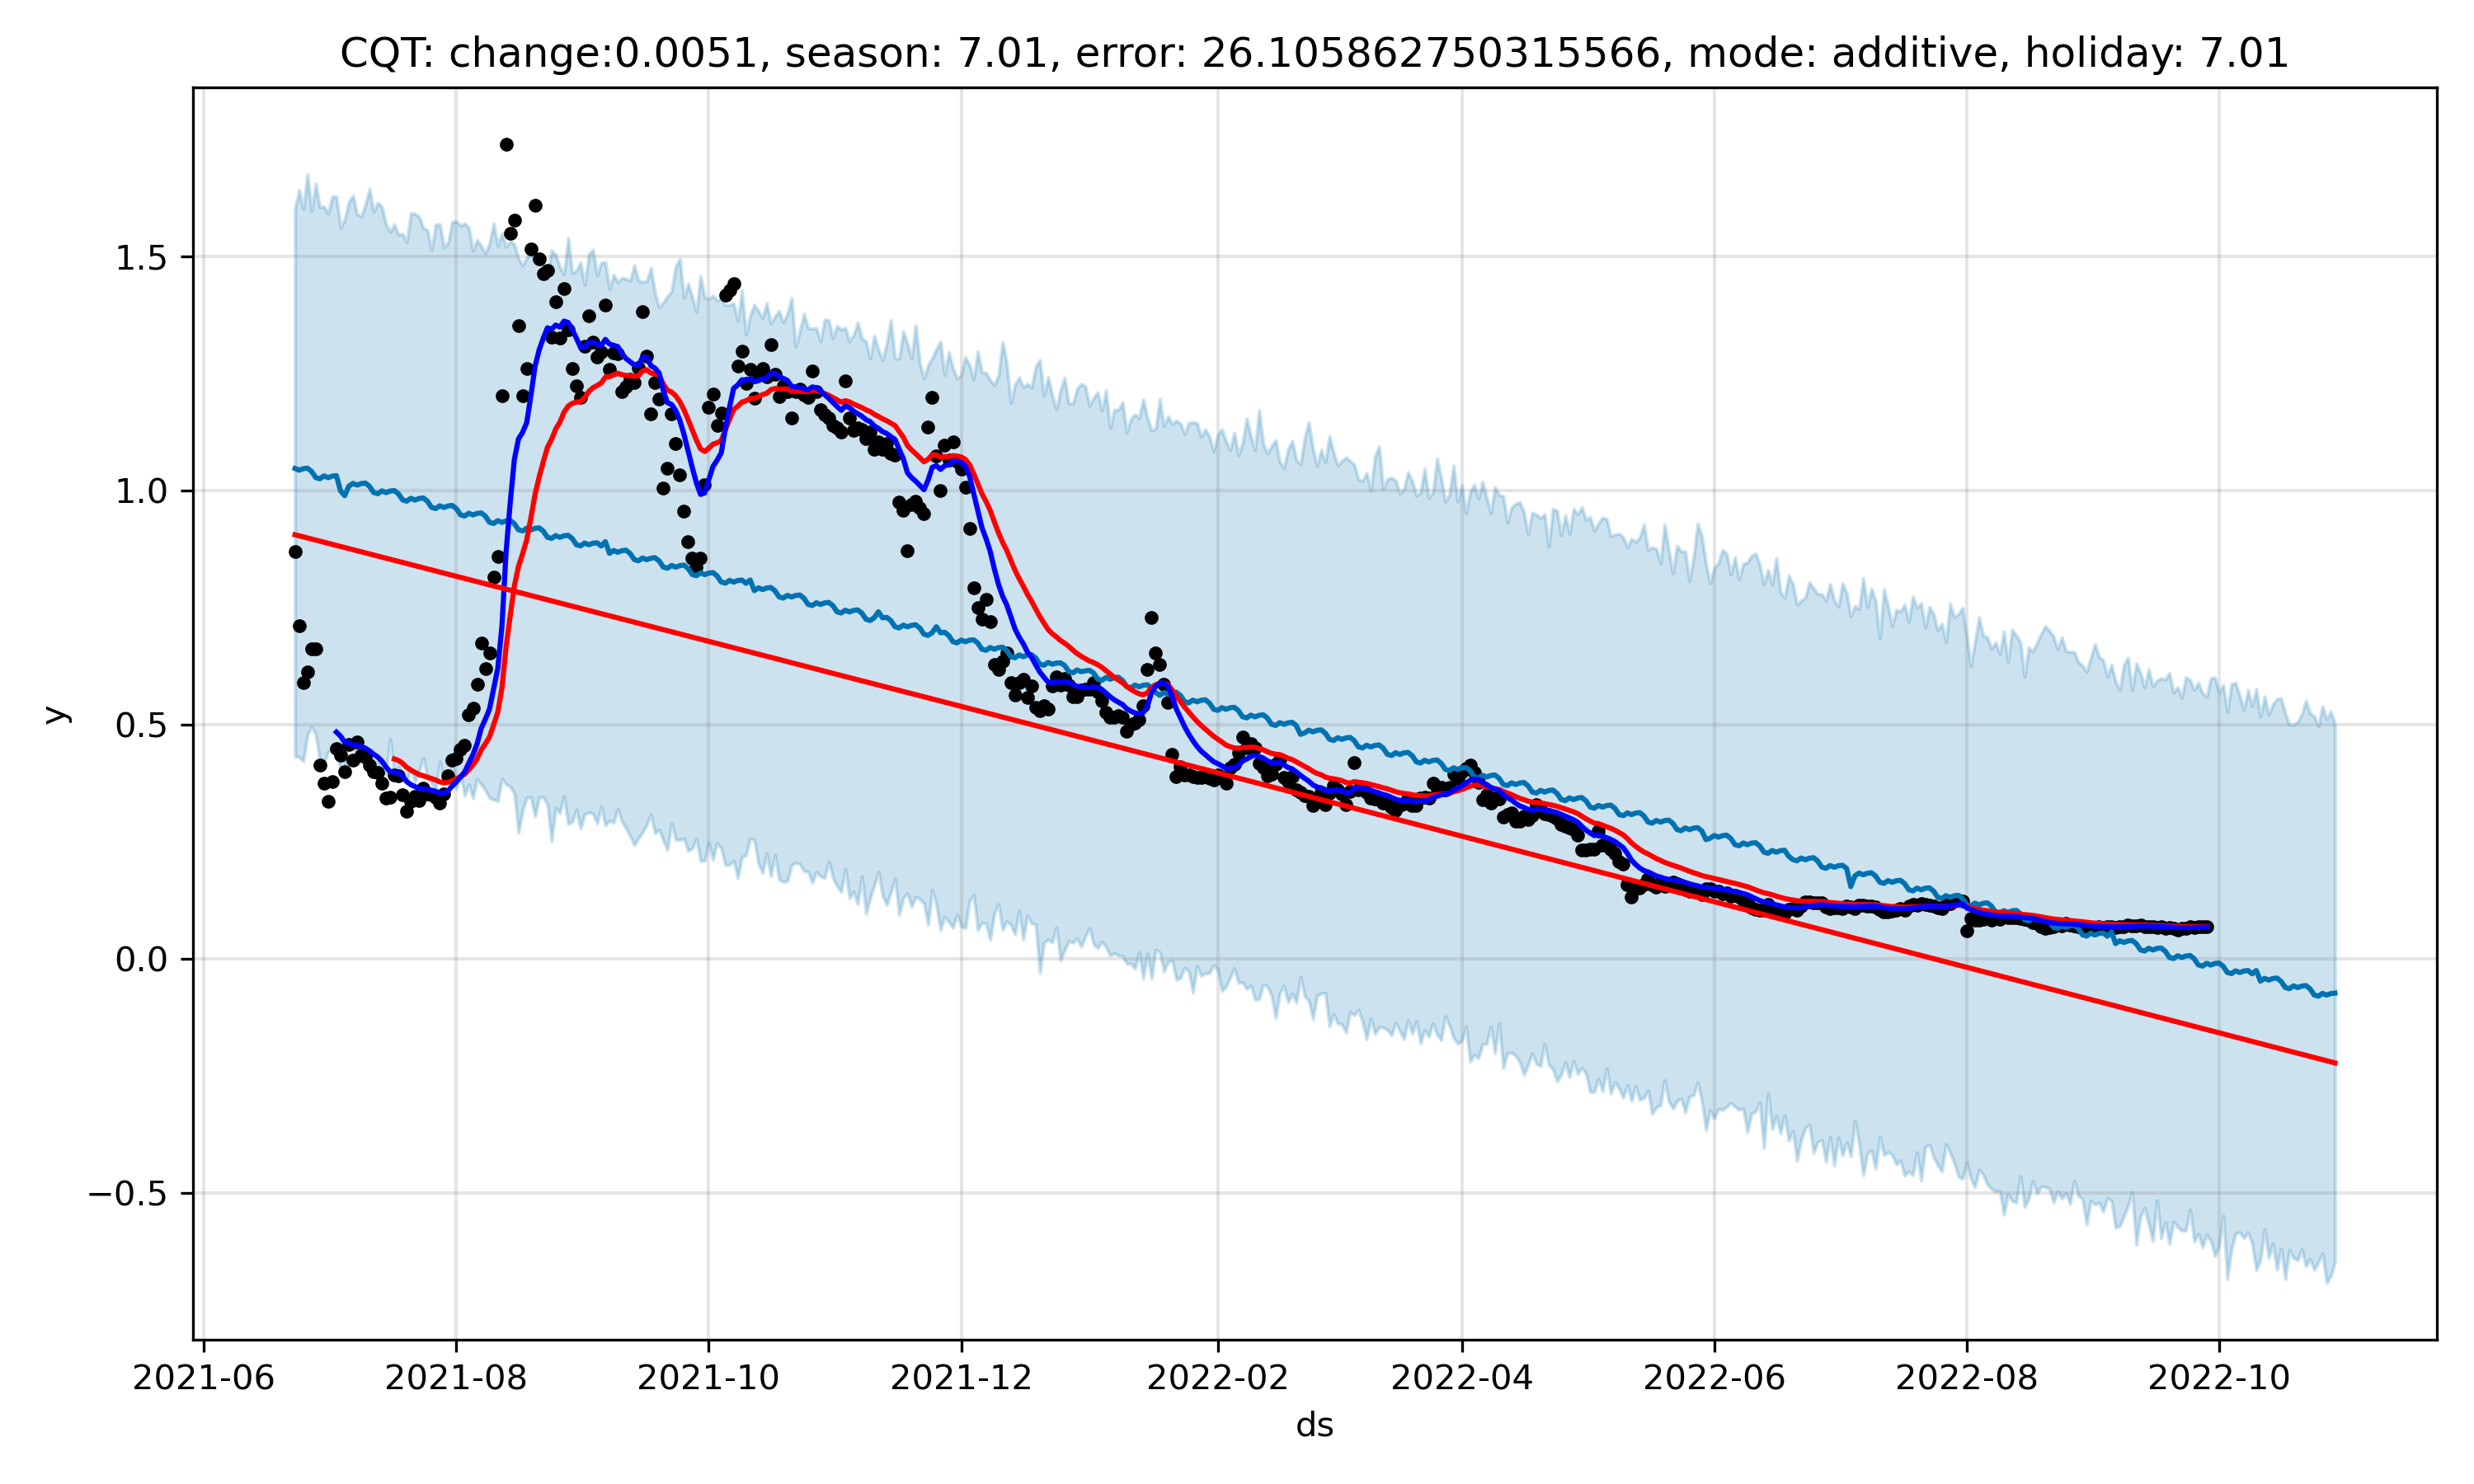 CQT: change:0.0051, season: 7.01, error: 26.105862750315566, mode: additive, holiday: 7.01
1.5
1.0
0.5
0.0
−0.5
y
2021-06 2021-08 2021-10 2021-12 2022-02 2022-04 2022-06 2022-08 2022-10
ds